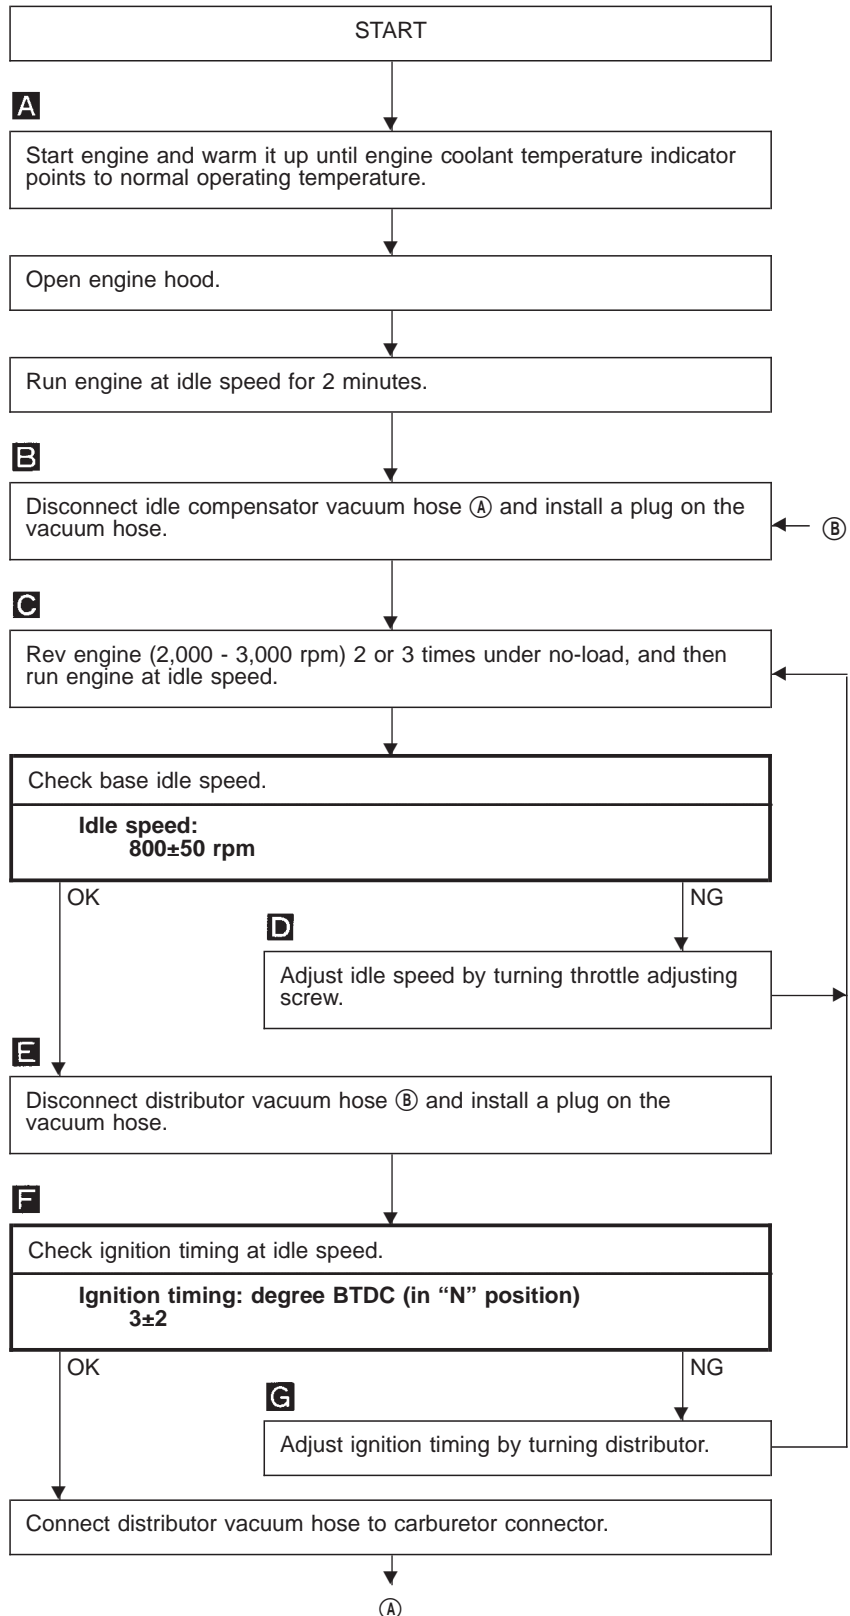 START
A
Start engine and warm it up until engine coolant temperature indicator
points to normal operating temperature.
Open engine hood.
Run engine at idle speed for 2 minutes.
B
Disconnect idle compensator vacuum hose Ⓐ and install a plug on the
vacuum hose.
Ⓑ
C
Rev engine (2,000 - 3,000 rpm) 2 or 3 times under no-load, and then
run engine at idle speed.
Check base idle speed.
Idle speed:
800±50 rpm
OK
NG
D
Adjust idle speed by turning throttle adjusting
screw.
E
Disconnect distributor vacuum hose Ⓑ and install a plug on the
vacuum hose.
F
Check ignition timing at idle speed.
Ignition timing: degree BTDC (in “N” position)
3±2
OK
NG
G
Adjust ignition timing by turning distributor.
Connect distributor vacuum hose to carburetor connector.
Ⓐ